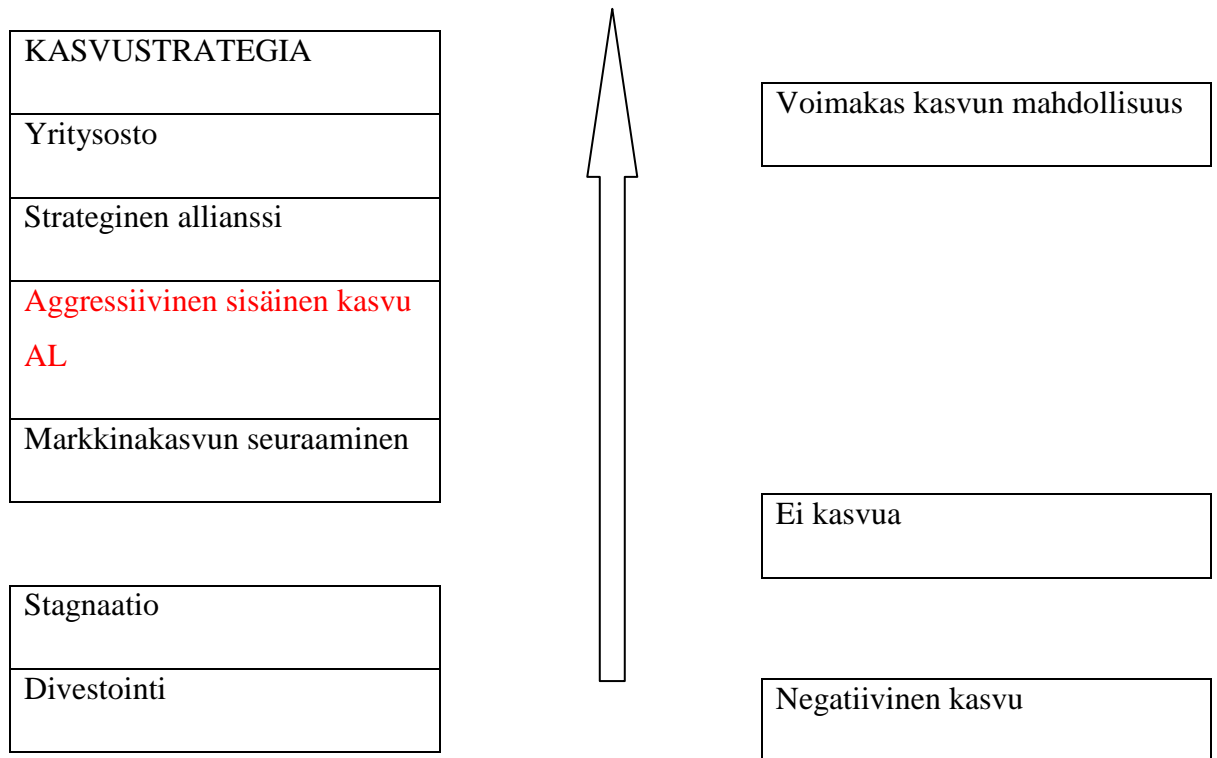 KASVUSTRATEGIA
Yritysosto
Strateginen allianssi
Aggressiivinen sisäinen kasvu
AL
Markkinakasvun seuraaminen
Stagnaatio
Divestointi
Voimakas kasvun mahdollisuus
Ei kasvua
Negatiivinen kasvu